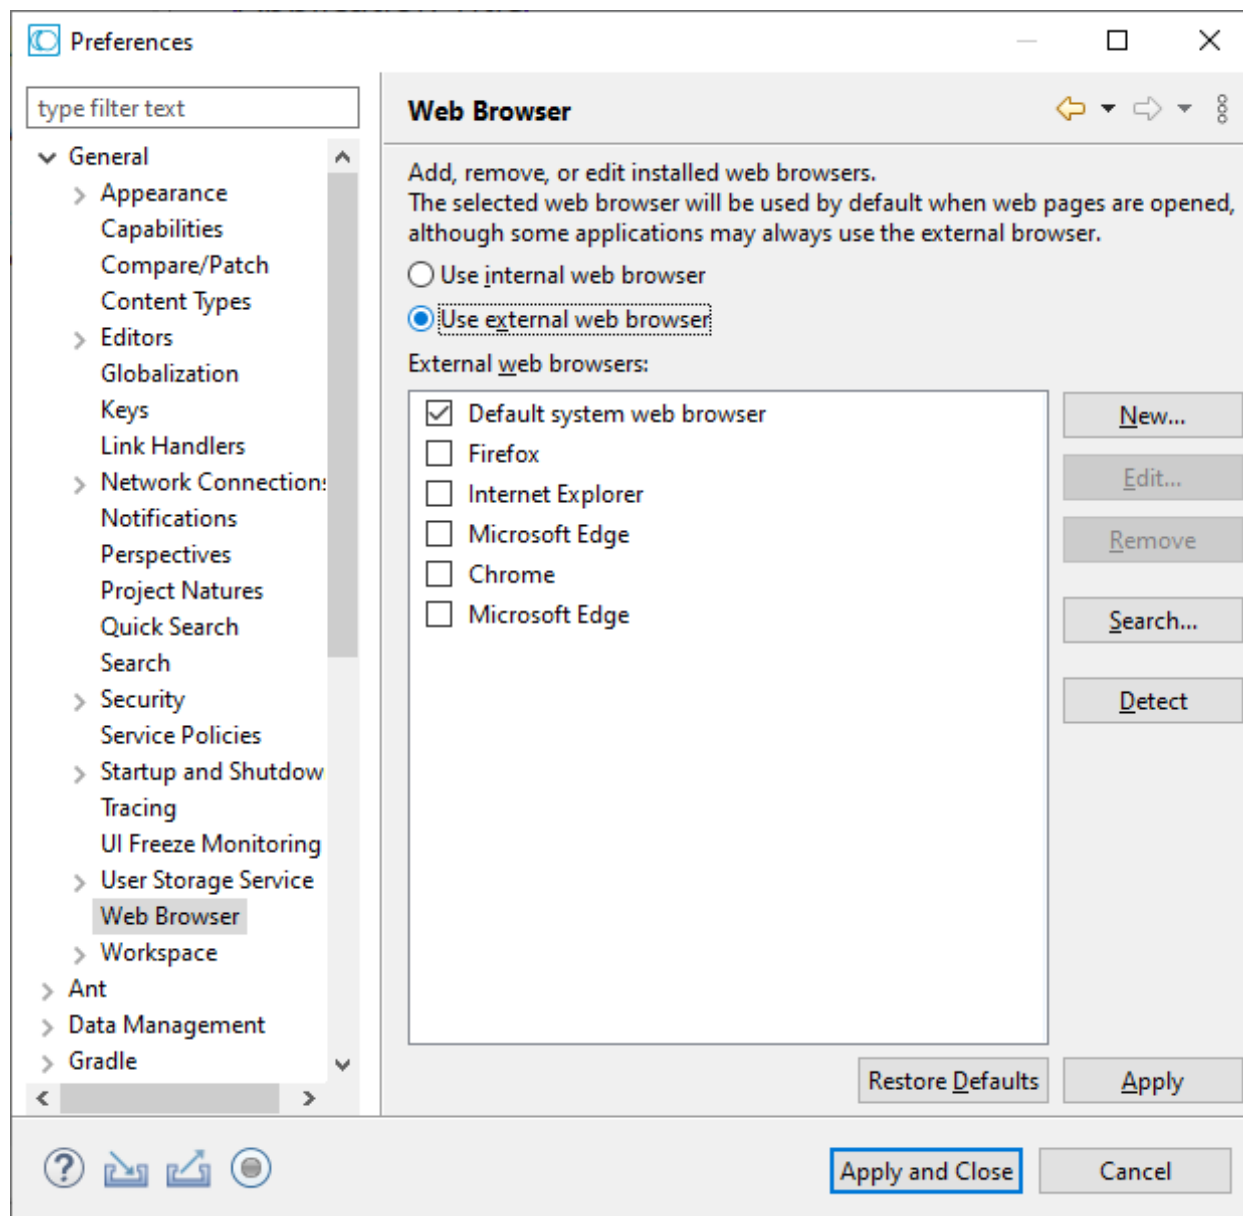 Preferences
type filter text
General
Appearance
Capabilities
Compare/Patch
Content Types
Editors
Globalization
Keys
Link Handlers
Network Connections
Notifications
Perspectives
Project Natures
Quick Search
Search
Security
Service Policies
Startup and Shutdow
Tracing
UI Freeze Monitoring
User Storage Service
Web Browser
Workspace
Ant
Data Management
Gradle
Web Browser
Add, remove, or edit installed web browsers.
The selected web browser will be used by default when web pages are opened,
although some applications may always use the external browser.
Use internal web browser
Use external web browser
External web browsers:
Default system web browser
Firefox
Internet Explorer
Microsoft Edge
Chrome
Microsoft Edge
New...
Edit...
Remove
Search...
Detect
Restore Defaults
Apply
Apply and Close
Cancel